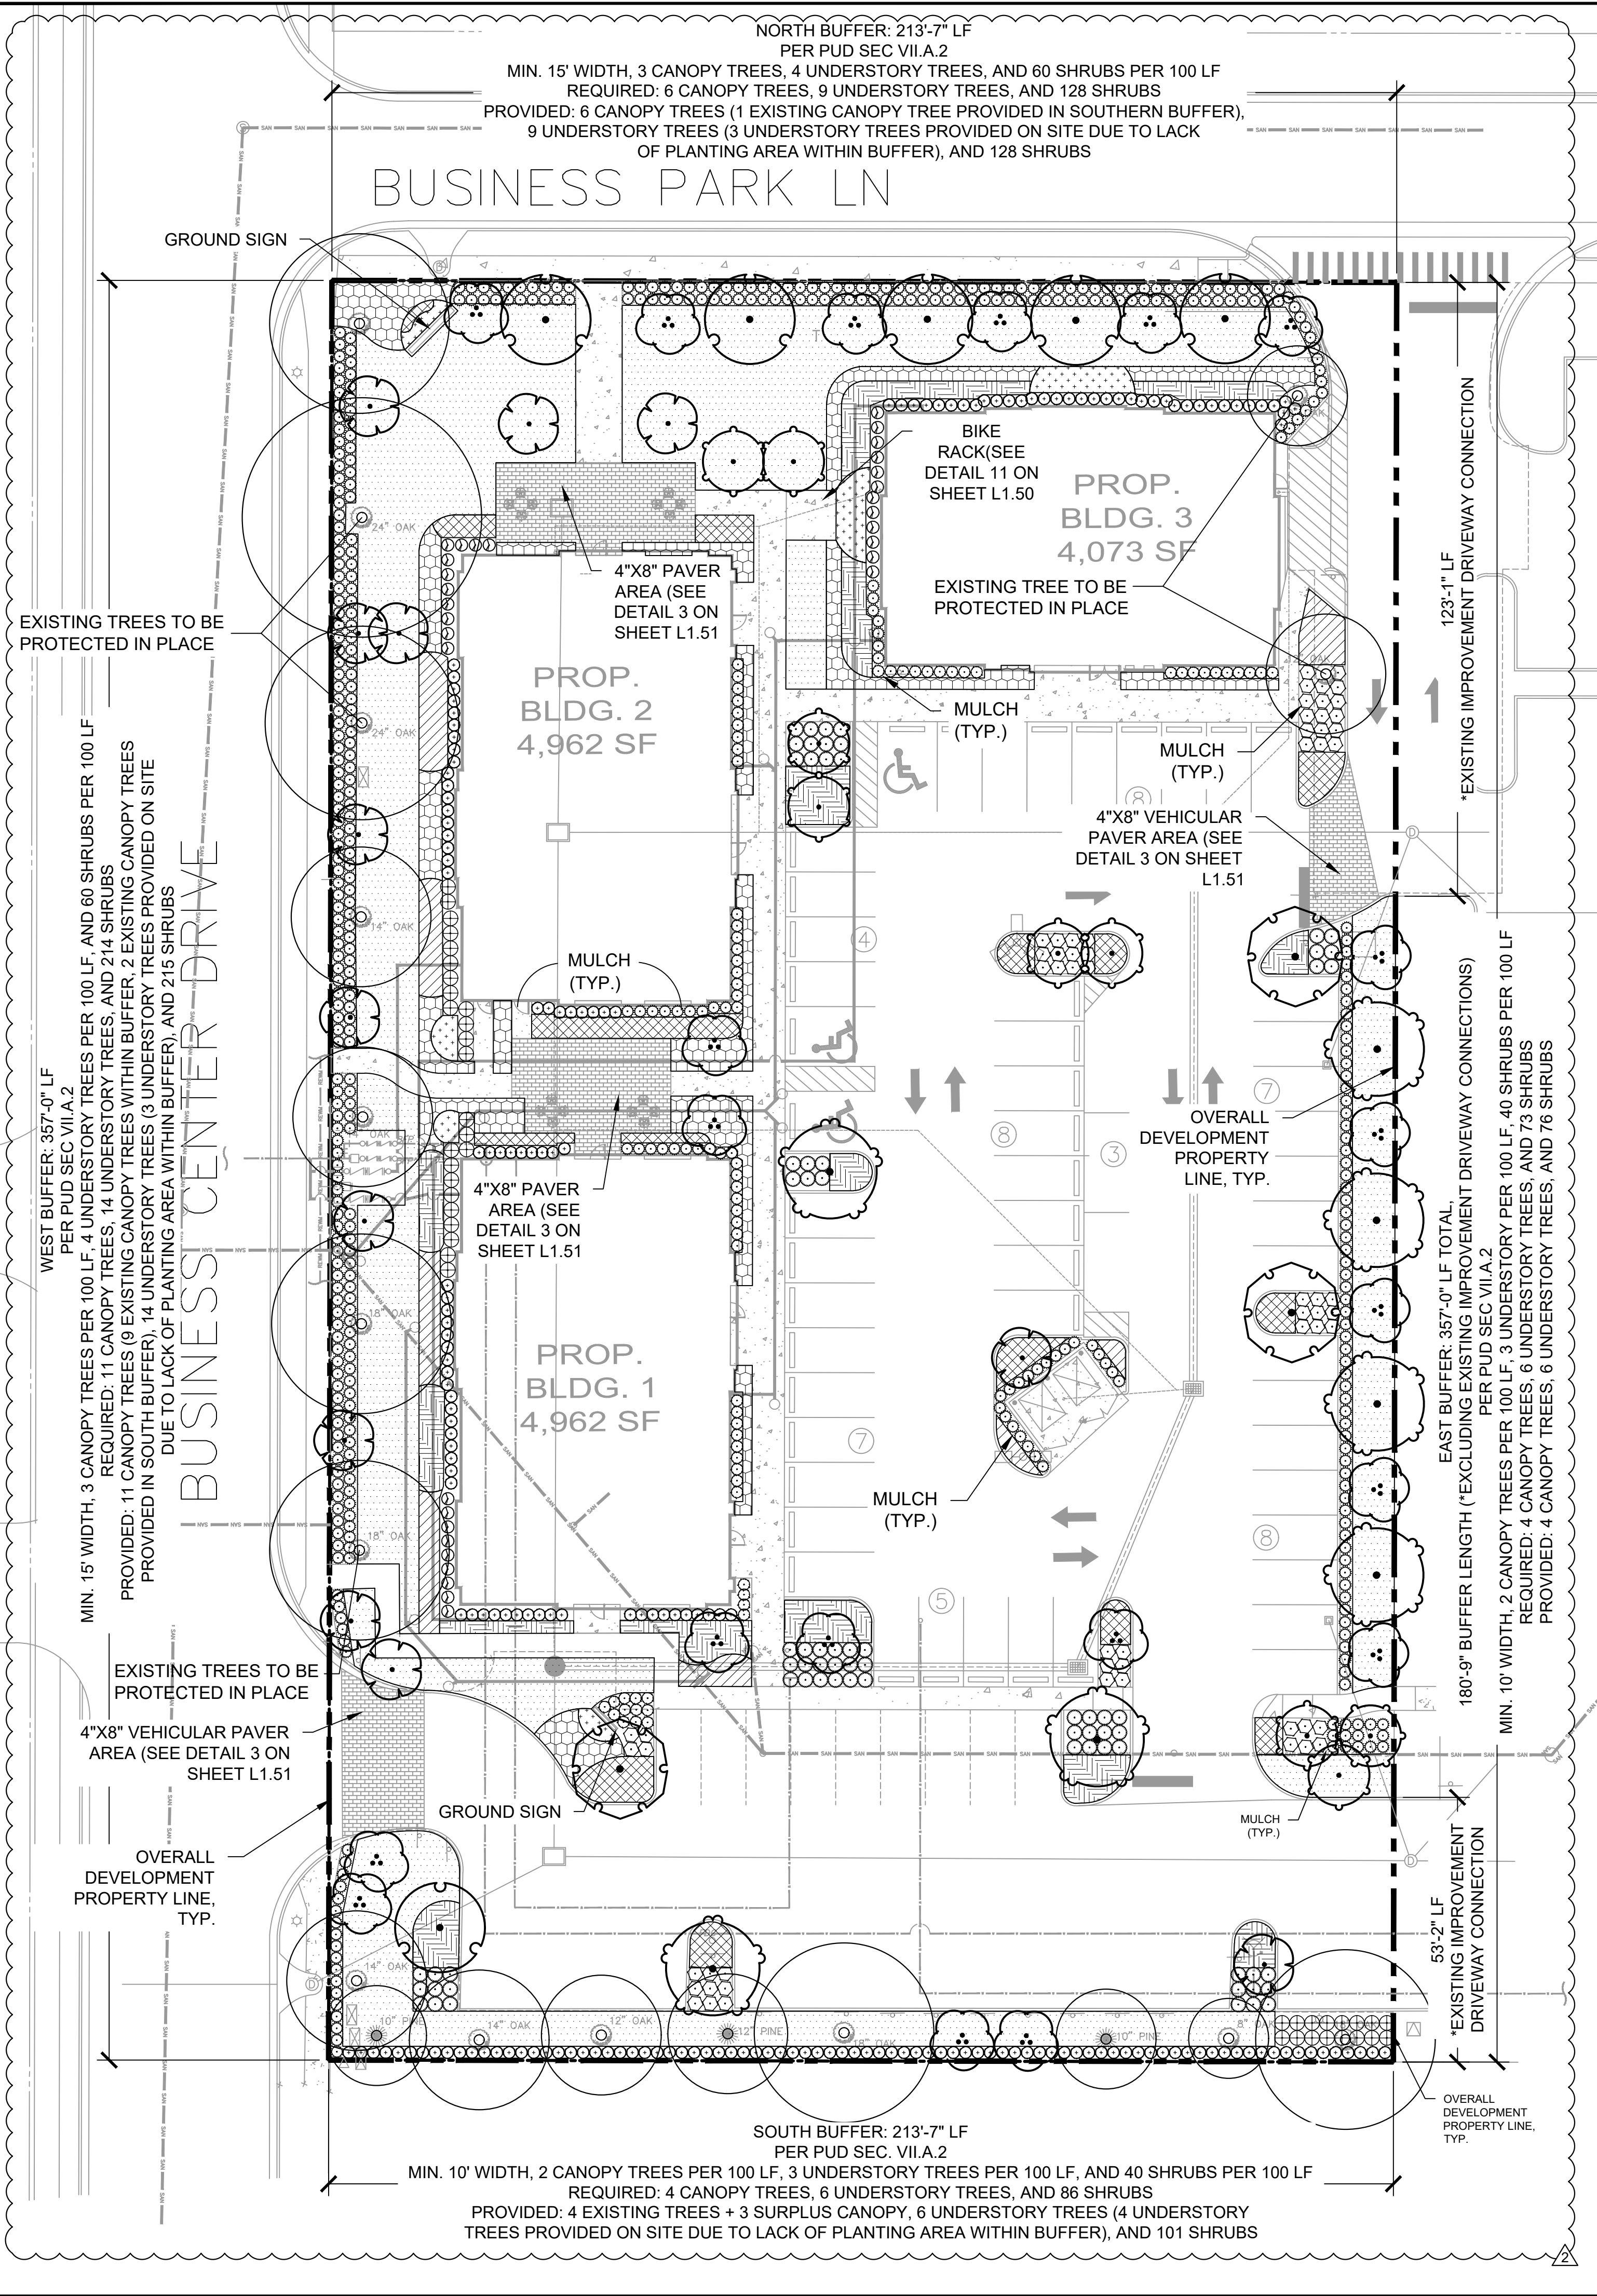 NORTH BUFFER: 213'-7" LF
PER PUD SEC VII.A.2
MIN. 15' WIDTH, 3 CANOPY TREES, 4 UNDERSTORY TREES, AND 60 SHRUBS PER 100 LF
REQUIRED: 6 CANOPY TREES, 9 UNDERSTORY TREES, AND 128 SHRUBS
PROVIDED: 6 CANOPY TREES (1 EXISTING CANOPY TREE PROVIDED IN SOUTHERN BUFFER),
9 UNDERSTORY TREES (3 UNDERSTORY TREES PROVIDED ON SITE DUE TO LACK
OF PLANTING AREA WITHIN BUFFER), AND 128 SHRUBS
BUSINESS PARK LN
GROUND SIGN
BIKE
RACK(SEE
DETAIL 11 ON
SHEET L1.50
PROP.
BLDG. 3
4,073 SF
24" OAK
4"X8" PAVER
AREA (SEE
DETAIL 3 ON
SHEET L1.51
EXISTING TREE TO BE
PROTECTED IN PLACE
EXISTING TREES TO BE
PROTECTED IN PLACE
PROP.
BLDG. 2
4,962 SF
24" OAK
MULCH
(TYP.)
MULCH
(TYP.)
8
4"X8" VEHICULAR
PAVER AREA (SEE
DETAIL 3 ON SHEET
L1.51
123'-1" LF
*EXISTING IMPROVEMENT DRIVEWAY CONNECTION
14" OAK
4
MULCH
(TYP.)
WEST BUFFER: 357'-0" LF
PER PUD SEC VII.A.2
MIN. 15' WIDTH, 3 CANOPY TREES PER 100 LF, 4 UNDERSTORY TREES PER 100 LF, AND 60 SHRUBS PER 100 LF
REQUIRED: 11 CANOPY TREES, 14 UNDERSTORY TREES, AND 214 SHRUBS
PROVIDED: 11 CANOPY TREES (9 EXISTING CANOPY TREES WITHIN BUFFER, 2 EXISTING CANOPY TREES
PROVIDED IN SOUTH BUFFER), 14 UNDERSTORY TREES (3 UNDERSTORY TREES PROVIDED ON SITE
DUE TO LACK OF PLANTING AREA WITHIN BUFFER), AND 215 SHRUBS
BUSINESS CENTER DRIVE
7
8
3
OVERALL
DEVELOPMENT
PROPERTY
LINE, TYP.
4"X8" PAVER
AREA (SEE
DETAIL 3 ON
SHEET L1.51
18" OAK
PROP.
BLDG. 1
4,962 SF
7
MULCH
(TYP.)
8
18" OAK
5
EAST BUFFER: 357'-0" LF TOTAL,
180'-9" BUFFER LENGTH (*EXCLUDING EXISTING IMPROVEMENT DRIVEWAY CONNECTIONS)
PER PUD SEC VII.A.2
MIN. 10' WIDTH, 2 CANOPY TREES PER 100 LF, 3 UNDERSTORY PER 100 LF, 40 SHRUBS PER 100 LF
REQUIRED: 4 CANOPY TREES, 6 UNDERSTORY TREES, AND 73 SHRUBS
PROVIDED: 4 CANOPY TREES, 6 UNDERSTORY TREES, AND 76 SHRUBS
EXISTING TREES TO BE
PROTECTED IN PLACE
4"X8" VEHICULAR PAVER
AREA (SEE DETAIL 3 ON
SHEET L1.51
GROUND SIGN
MULCH
(TYP.)
OVERALL
DEVELOPMENT
PROPERTY LINE,
TYP.
53'-2" LF
*EXISTING IMPROVEMENT
DRIVEWAY CONNECTION
14" OAK
10" PINE
14" OAK
12" OAK
12" PINE
18" OAK
10" PINE
8" OAK
OVERALL
DEVELOPMENT
PROPERTY LINE,
TYP.
SOUTH BUFFER: 213'-7" LF
PER PUD SEC. VII.A.2
MIN. 10' WIDTH, 2 CANOPY TREES PER 100 LF, 3 UNDERSTORY TREES PER 100 LF, AND 40 SHRUBS PER 100 LF
REQUIRED: 4 CANOPY TREES, 6 UNDERSTORY TREES, AND 86 SHRUBS
PROVIDED: 4 EXISTING TREES + 3 SURPLUS CANOPY, 6 UNDERSTORY TREES (4 UNDERSTORY
TREES PROVIDED ON SITE DUE TO LACK OF PLANTING AREA WITHIN BUFFER), AND 101 SHRUBS
2